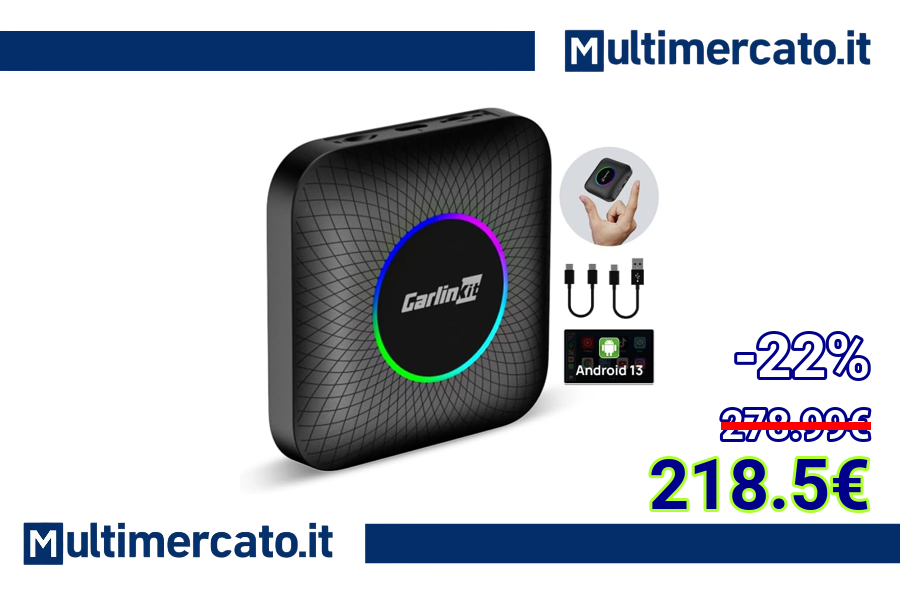 Multimercato.it
CarlinKit
Android 13
-22%
278.99€
218.5€
Multimercato.it